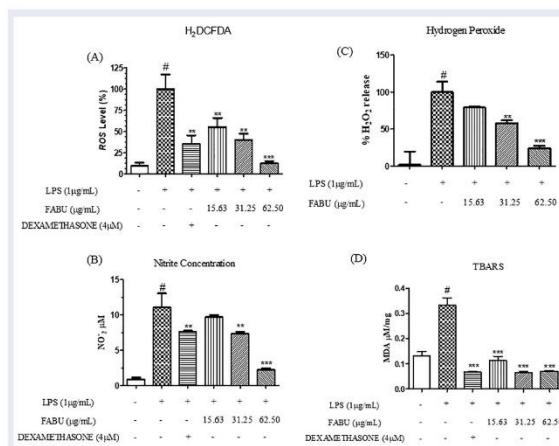 H₂DCFDA
(A)
ROS Level (%)
125
100
75
50
25
0
#
** ** ** ***
LPS (1µg/mL) - + + + + +
FABU (µg/mL) - - - 15.63 31.25 62.50
DEXAMETHASONE (4µM) - - + - - -
(B)
Nitrite Concentration
NO⁻₂ µM
15
10
5
0
#
** ** ***
LPS (1µg/mL) - + + + + +
FABU (µg/mL) - - - 15.63 31.25 62.50
DEXAMETHASONE (4µM) - - + - - -
Hydrogen Peroxide
(C)
% H₂O₂ release
150
100
50
0
#
** ***
LPS (1µg/mL) - + + + +
FABU (µg/mL) - - 15.63 31.25 62.50
(D)
TBARS
MDA µM/mg
0.4
0.3
0.2
0.1
0.0
#
*** *** *** ***
LPS (1µg/mL) - + + + + +
FABU (µg/mL) - - - 15.63 31.25 62.5
DEXAMETHASONE (4µM) - - + - - -